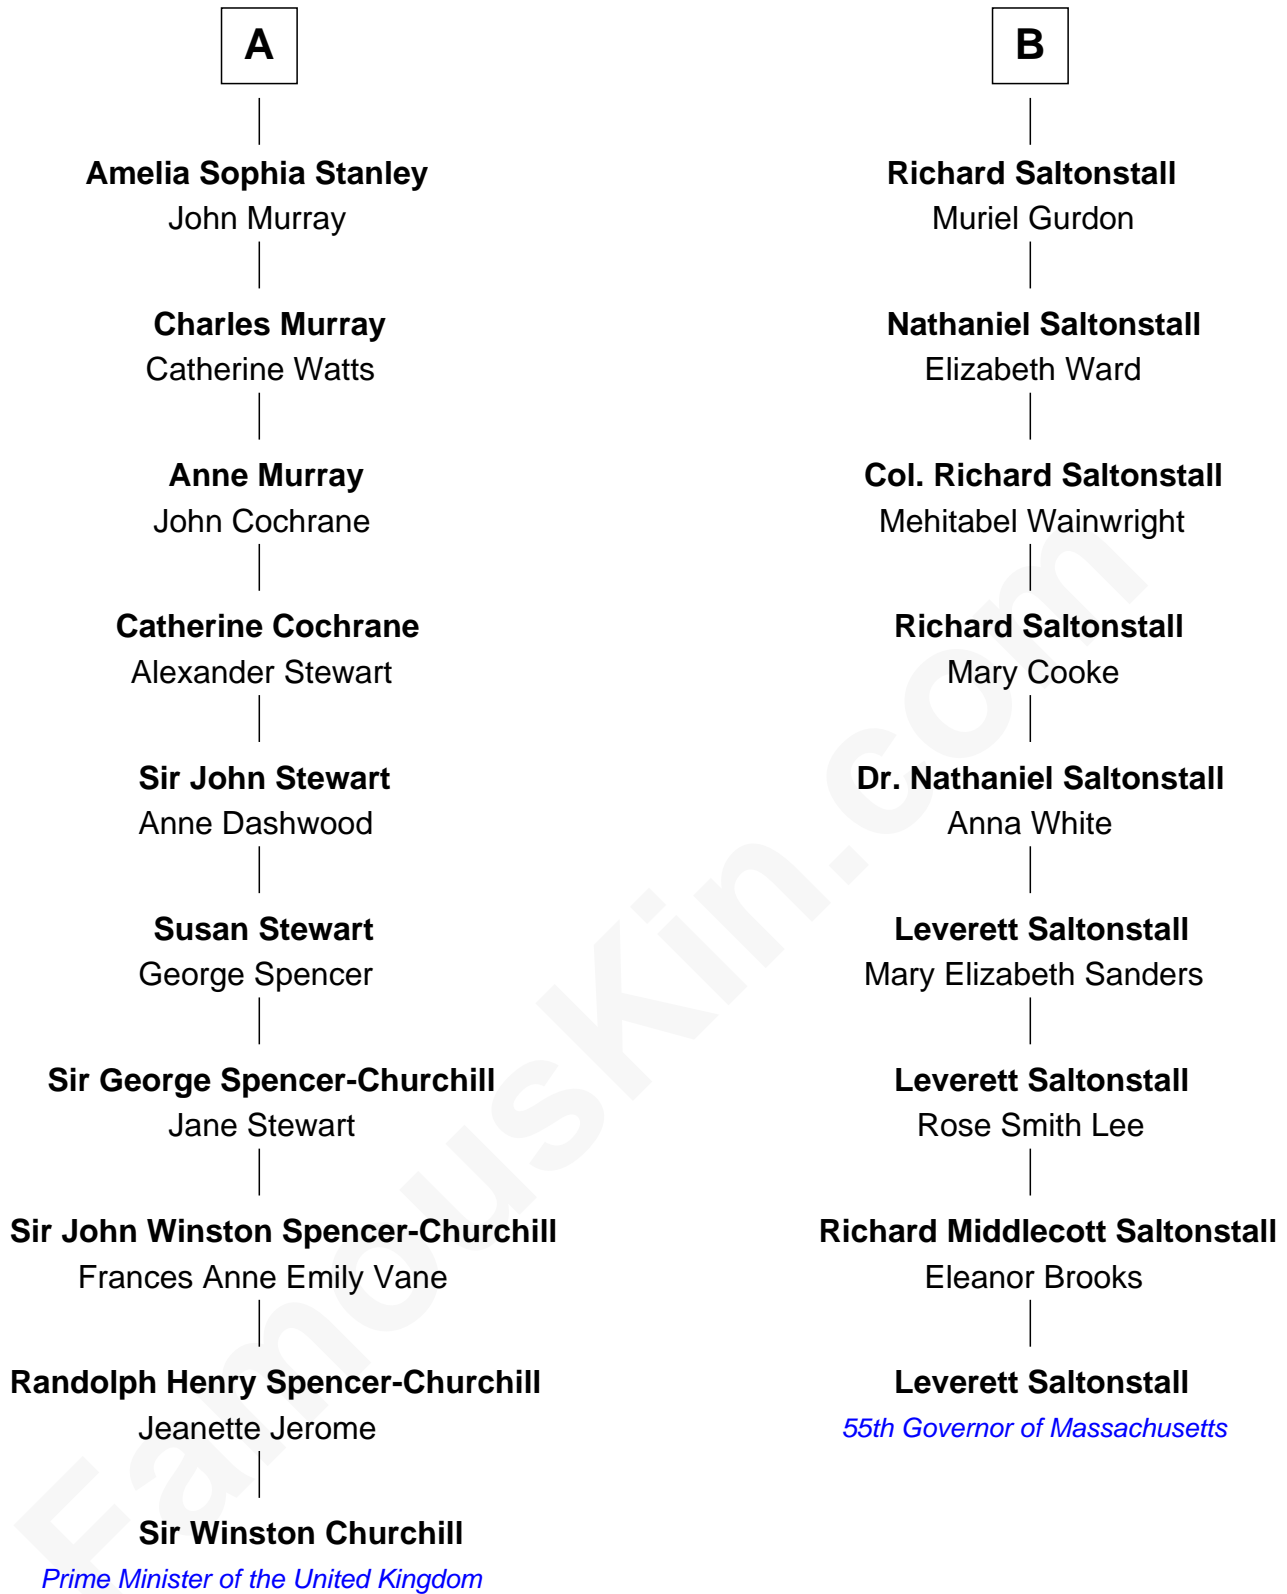 A
Amelia Sophia Stanley
John Murray
Charles Murray
Catherine Watts
Anne Murray
John Cochrane
Catherine Cochrane
Alexander Stewart
Sir John Stewart
Anne Dashwood
Susan Stewart
George Spencer
Sir George Spencer-Churchill
Jane Stewart
Sir John Winston Spencer-Churchill
Frances Anne Emily Vane
Randolph Henry Spencer-Churchill
Jeanette Jerome
Sir Winston Churchill
Prime Minister of the United Kingdom
B
Richard Saltonstall
Muriel Gurdon
Nathaniel Saltonstall
Elizabeth Ward
Col. Richard Saltonstall
Mehitabel Wainwright
Richard Saltonstall
Mary Cooke
Dr. Nathaniel Saltonstall
Anna White
Leverett Saltonstall
Mary Elizabeth Sanders
Leverett Saltonstall
Rose Smith Lee
Richard Middlecott Saltonstall
Eleanor Brooks
Leverett Saltonstall
55th Governor of Massachusetts
FamousKin.com